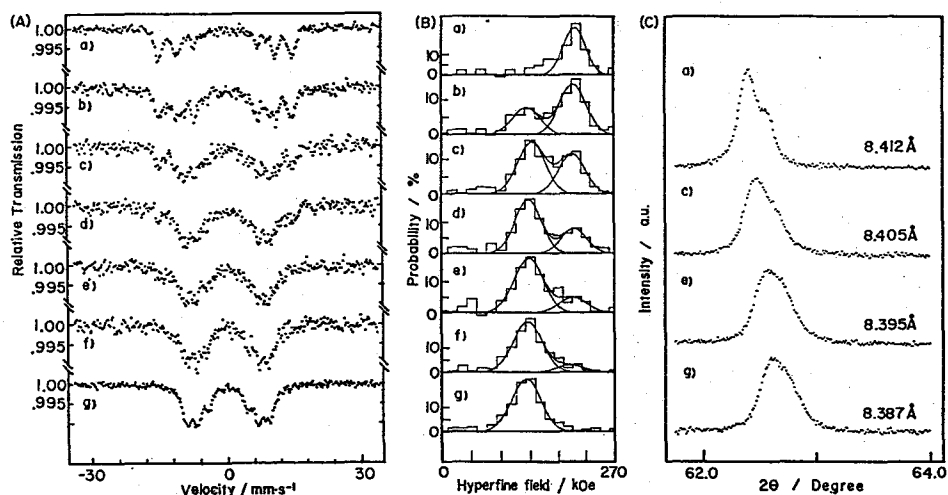 (A)
Relative Transmission
1.00
.995
a)
1.00
.995
b)
1.00
.995
c)
1.00
.995
d)
1.00
.995
e)
1.00
.995
f)
1.00
.995
g)
-30 0 30
Velocity / mm·s⁻¹
(B)
Probability / %
a)
10
0
b)
10
0
c)
10
0
d)
10
0
e)
10
0
f)
10
0
g)
10
0
0 270
Hyperfine field / kOe
(C)
Intensity / a.u.
a)
8.412Å
c)
8.405Å
e)
8.395Å
g)
8.387Å
62.0 64.0
2θ / Degree